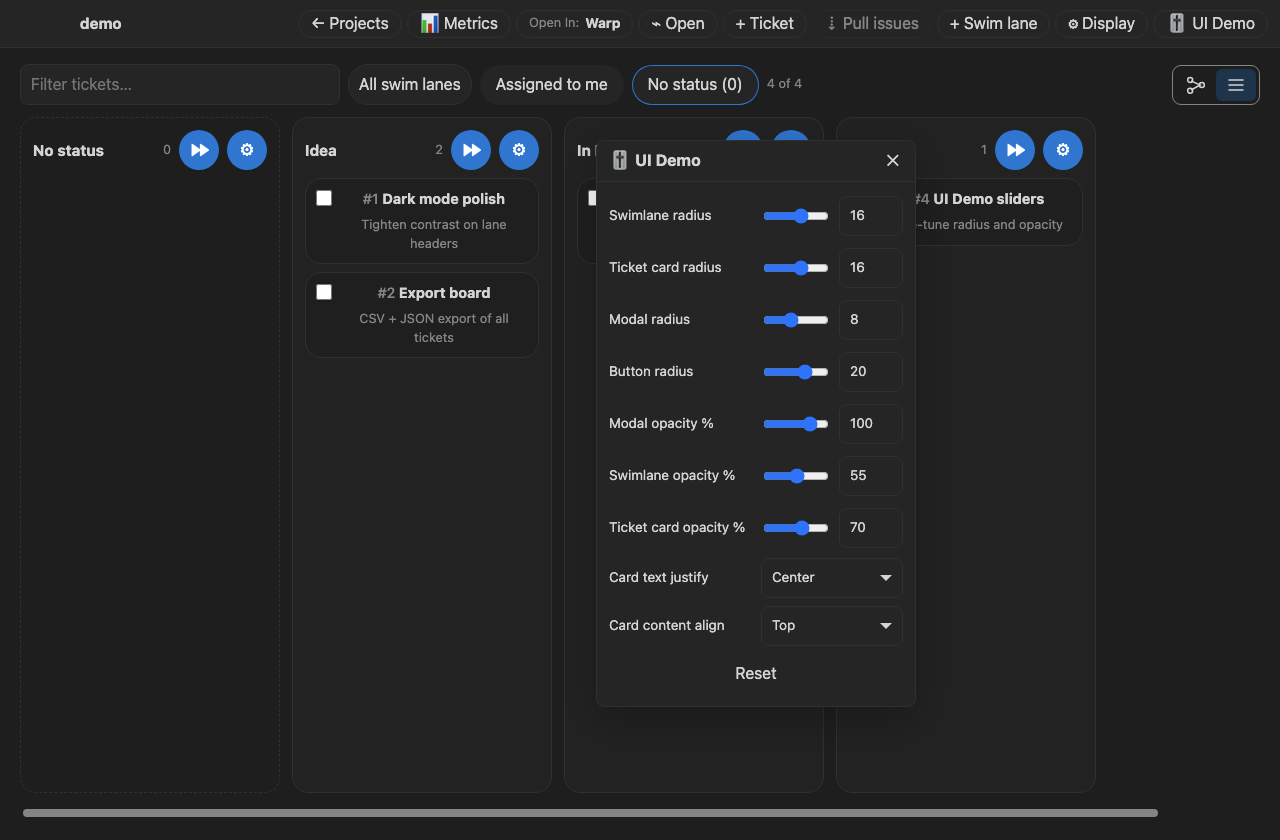 demo
← Projects
📊 Metrics
Open In: Warp
⌁ Open
+ Ticket
⇣ Pull issues
+ Swim lane
⚙ Display
🎚 UI Demo
Filter tickets...
All swim lanes
Assigned to me
No status (0)
4 of 4
No status
0
Idea
2
#1 Dark mode polish
Tighten contrast on lane
headers
#2 Export board
CSV + JSON export of all
tickets
In
1
#4 UI Demo sliders
-tune radius and opacity
🎚 UI Demo
Swimlane radius 16
Ticket card radius 16
Modal radius 8
Button radius 20
Modal opacity % 100
Swimlane opacity % 55
Ticket card opacity % 70
Card text justify Center
Card content align Top
Reset